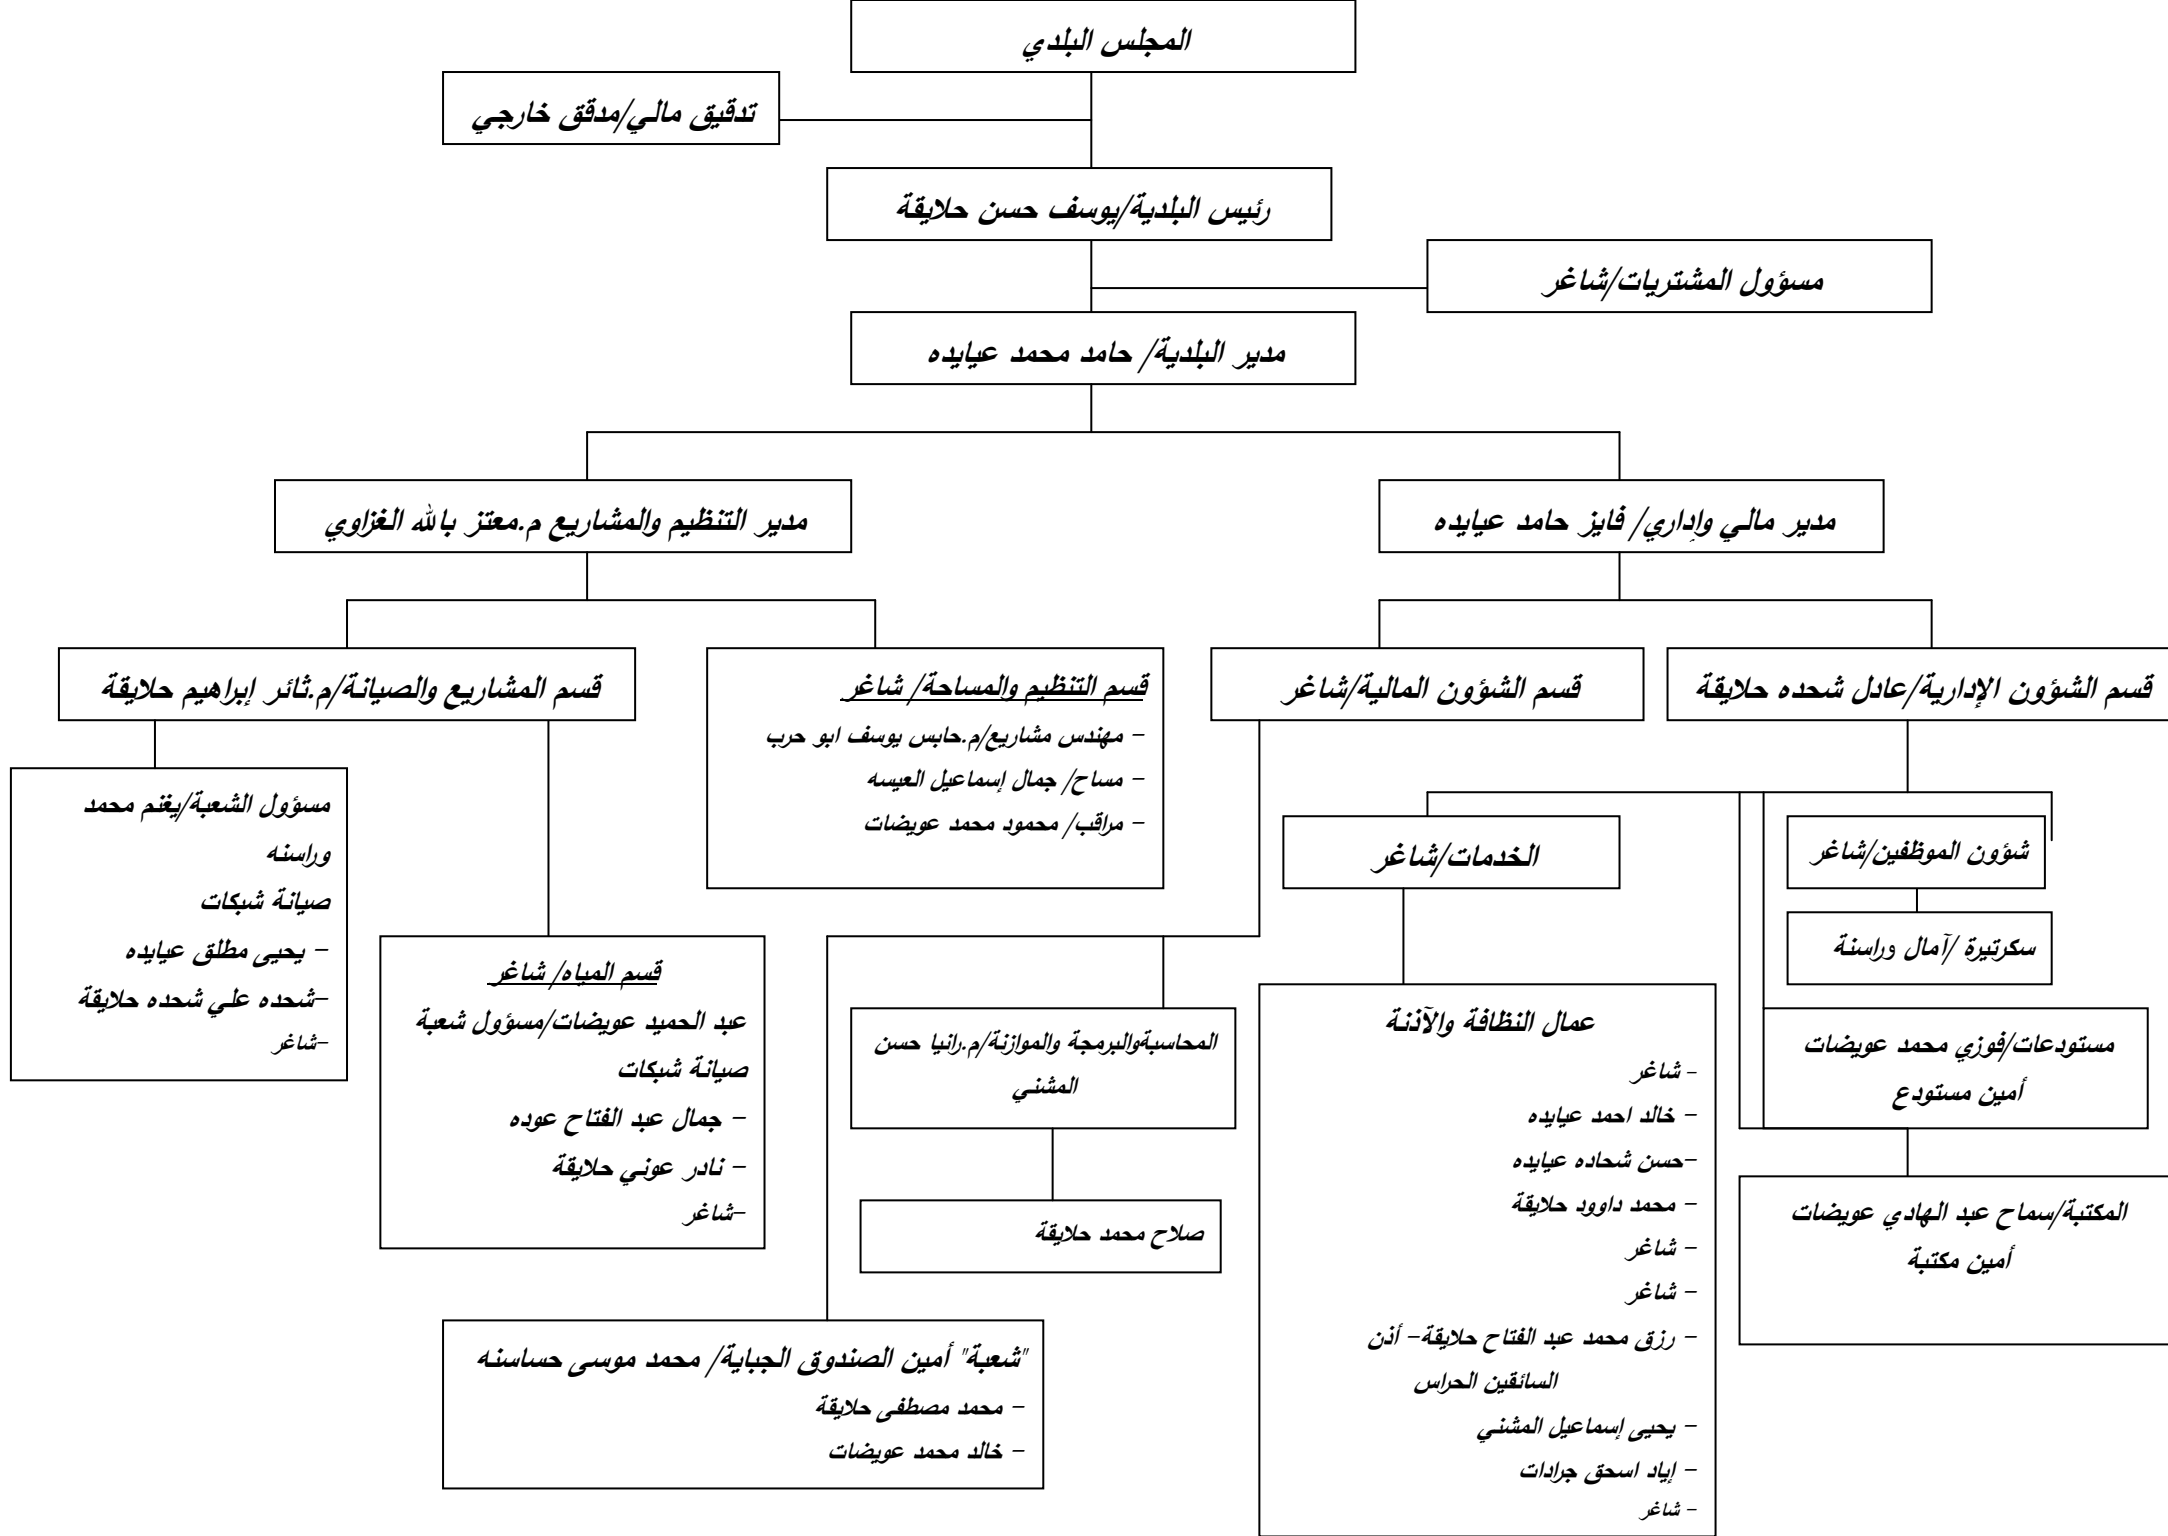 المجلس البلدي
تدقيق مالي/مدقق خارجي
رئيس البلدية/يوسف حسن حلايقة
مسؤول المشتريات/شاغر
مدير البلدية/ حامد محمد عيايده
مدير مالي وإداري/ فايز حامد عيايده
مدير التنظيم والمشاريع م.معتز بالله الغزاوي
قسم الشؤون الإدارية/عادل شحده حلايقة
قسم الشؤون المالية/شاغر
قسم التنظيم والمساحة/ شاغر
- مهندس مشاريع/م.حابس يوسف ابو حرب
- مساح/ جمال إسماعيل العيسه
- مراقب/ محمود محمد عويضات
قسم المشاريع والصيانة/م.ثائر إبراهيم حلايقة
شؤون الموظفين/شاغر
سكرتيرة /آمال وراسنة
مستودعات/فوزي محمد عويضات
أمين مستودع
المكتبة/سماح عبد الهادي عويضات
أمين مكتبة
الخدمات/شاغر
عمال النظافة والآذنة
- شاغر
- خالد احمد عيايده
-حسن شحاده عيايده
- محمد داوود حلايقة
- شاغر
- شاغر
- رزق محمد عبد الفتاح حلايقة- أذن
السائقين الحراس
- يحيى إسماعيل المشني
- إياد اسحق جرادات
- شاغر
المحاسبةوالبرمجة والموازنة/م.رانيا حسن
المشني
صلاح محمد حلايقة
"شعبة" أمين الصندوق الجباية/ محمد موسى حساسنه
- محمد مصطفى حلايقة
- خالد محمد عويضات
قسم المياه/ شاغر
عبد الحميد عويضات/مسؤول شعبة
صيانة شبكات
- جمال عبد الفتاح عوده
- نادر عوني حلايقة
-شاغر
مسؤول الشعبة/يغنم محمد
وراسنه
صيانة شبكات
- يحيى مطلق عيايده
-شحده علي شحده حلايقة
-شاغر